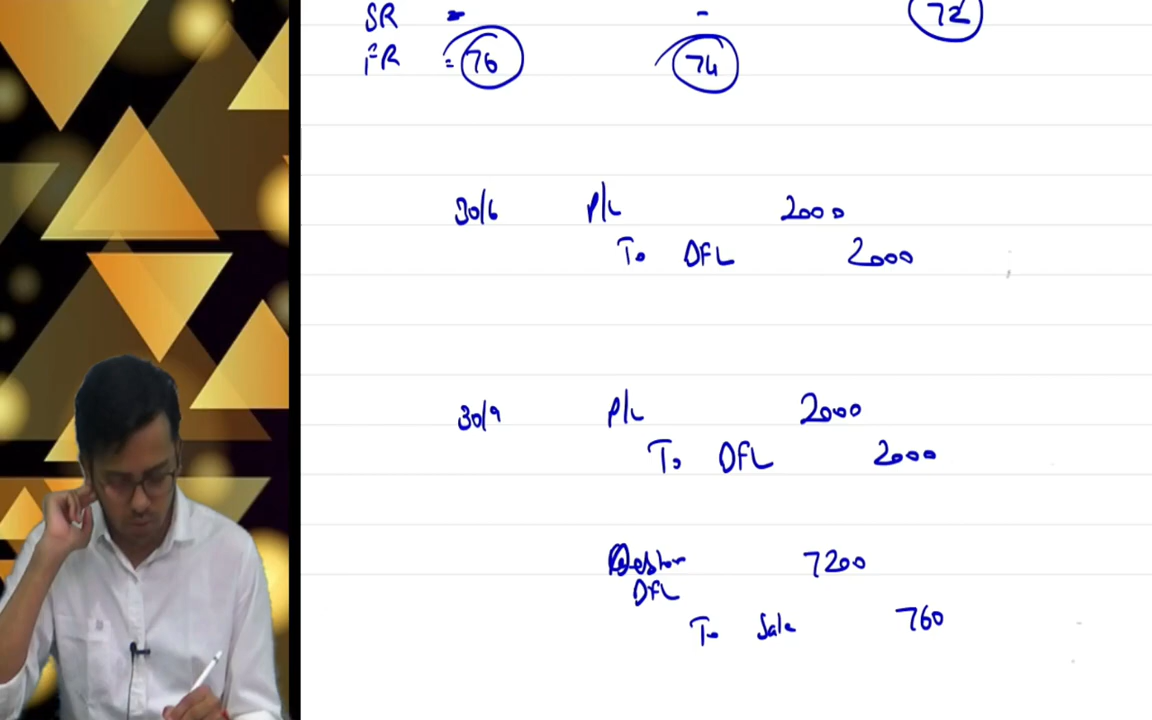 SR - - 72
FR = 76 74
30/6 P/L 2000
To DFL 2000
30/9 P/L 2000
To DFL 2000
Debtor 7200
DFL
To Sale 760